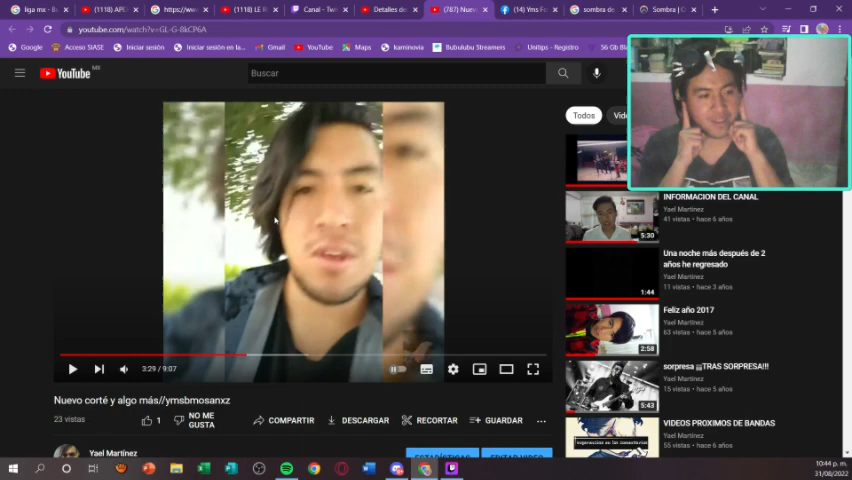 liga ma - B
(1118) API
https://ww
(1118) LE R
Canal - Tw
Detalles de
(787) Nuev
(14) Yms F
sombra de
Sombra | O
youtube.com/watch?v=GL-G-8kCP6A
Google
Acceso SIASE
Iniciar sesión
Iniciar sesión en la...
Gmail
YouTube
Maps
kaminovia
Bubulubu Streamers
Unitips - Registro
56 Gb Bla
YouTube MX
Buscar
Todos
INFORMACION DEL CANAL
Yael Martínez
41 vistas • hace 6 años
5:30
Una noche más después de 2
años he regresado
Yael Martínez
11 vistas • hace 3 años
1:44
Feliz año 2017
Yael Martínez
63 vistas • hace 5 años
2:58
sorpresa ¡¡¡TRAS SORPRESA!!!
Yael Martínez
15 vistas • hace 5 años
5:43
VIDEOS PROXIMOS DE BANDAS
Yael Martínez
55 vistas • hace 6 años
3:29 / 9:07
Nuevo corté y algo más//ymsbmosanxz
23 vistas
1
NO ME
GUSTA
COMPARTIR
DESCARGAR
RECORTAR
GUARDAR
Yael Martínez
ESTADÍSTICAS
EDITAR VIDEO
10:44 p. m.
31/08/2022